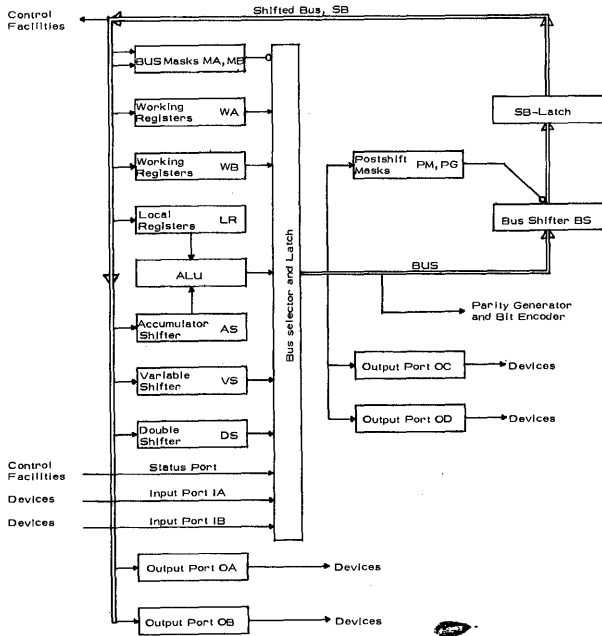 Shifted Bus, SB
Control
Facilities
BUS Masks MA, MB
SB-Latch
Working
Registers WA
Postshift
Masks PM, PG
Working
Registers WB
Bus Shifter BS
Local
Registers LR
Bus selector and Latch
ALU
BUS
Parity Generator
and Bit Encoder
Accumulator
Shifter AS
Output Port OC
Devices
Variable
Shifter VS
Output Port OD
Devices
Double
Shifter DS
Control
Facilities
Status Port
Devices
Input Port IA
Devices
Input Port IB
Output Port OA
Devices
Output Port OB
Devices